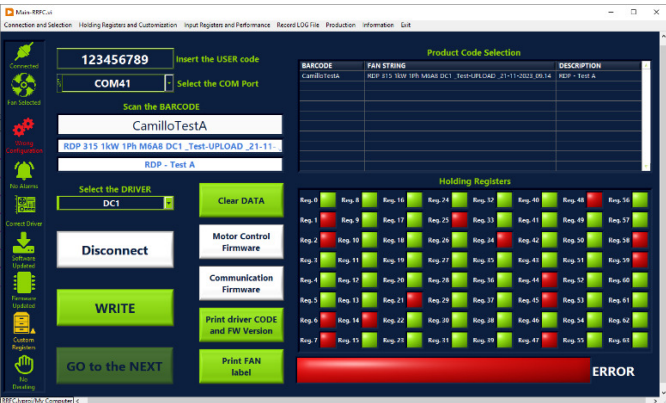 Main-RRFC.vi
Connection and Selection Holding Registers and Customization Input Registers and Performance Record LOG File Production Information Exit
Connected
Fan Selected
Wrong Configuration
No Alarms
Correct Driver
Software Updated
Firmware Updated
Custom Registers
No Derating
123456789 Insert the USER code
COM41 Select the COM Port
Scan the BARCODE
CamilloTestA
RDP 315 1kW 1Ph M6A8 DC1 _Test-UPLOAD _21-11-
RDP - Test A
Select the DRIVER
DC1
Disconnect
WRITE
GO to the NEXT
Clear DATA
Motor Control
Firmware
Communication
Firmware
Print driver CODE
and FW Version
Print FAN
label
Product Code Selection
BARCODE FAN STRING DESCRIPTION
CamilloTestA RDP 315 1kW 1Ph M6A8 DC1 _Test-UPLOAD _21-11-2023_09.14 RDP - Test A
Holding Registers
Reg. 0 Reg. 8 Reg. 16 Reg. 24 Reg. 32 Reg. 40 Reg. 48 Reg. 56
Reg. 1 Reg. 9 Reg. 17 Reg. 25 Reg. 33 Reg. 41 Reg. 49 Reg. 57
Reg. 2 Reg. 10 Reg. 18 Reg. 26 Reg. 34 Reg. 42 Reg. 50 Reg. 58
Reg. 3 Reg. 11 Reg. 19 Reg. 27 Reg. 35 Reg. 41 Reg. 51 Reg. 59
Reg. 4 Reg. 12 Reg. 20 Reg. 28 Reg. 36 Reg. 44 Reg. 52 Reg. 60
Reg. 5 Reg. 13 Reg. 21 Reg. 29 Reg. 37 Reg. 45 Reg. 53 Reg. 61
Reg. 6 Reg. 14 Reg. 22 Reg. 30 Reg. 38 Reg. 46 Reg. 54 Reg. 62
Reg. 7 Reg. 15 Reg. 23 Reg. 31 Reg. 39 Reg. 47 Reg. 55 Reg. 63
ERROR
RRFC.lvproj/My Computer